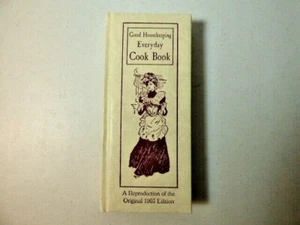 Good Housekeeping
Everyday
Cook Book
A Reproduction of the
Original 1903 Edition